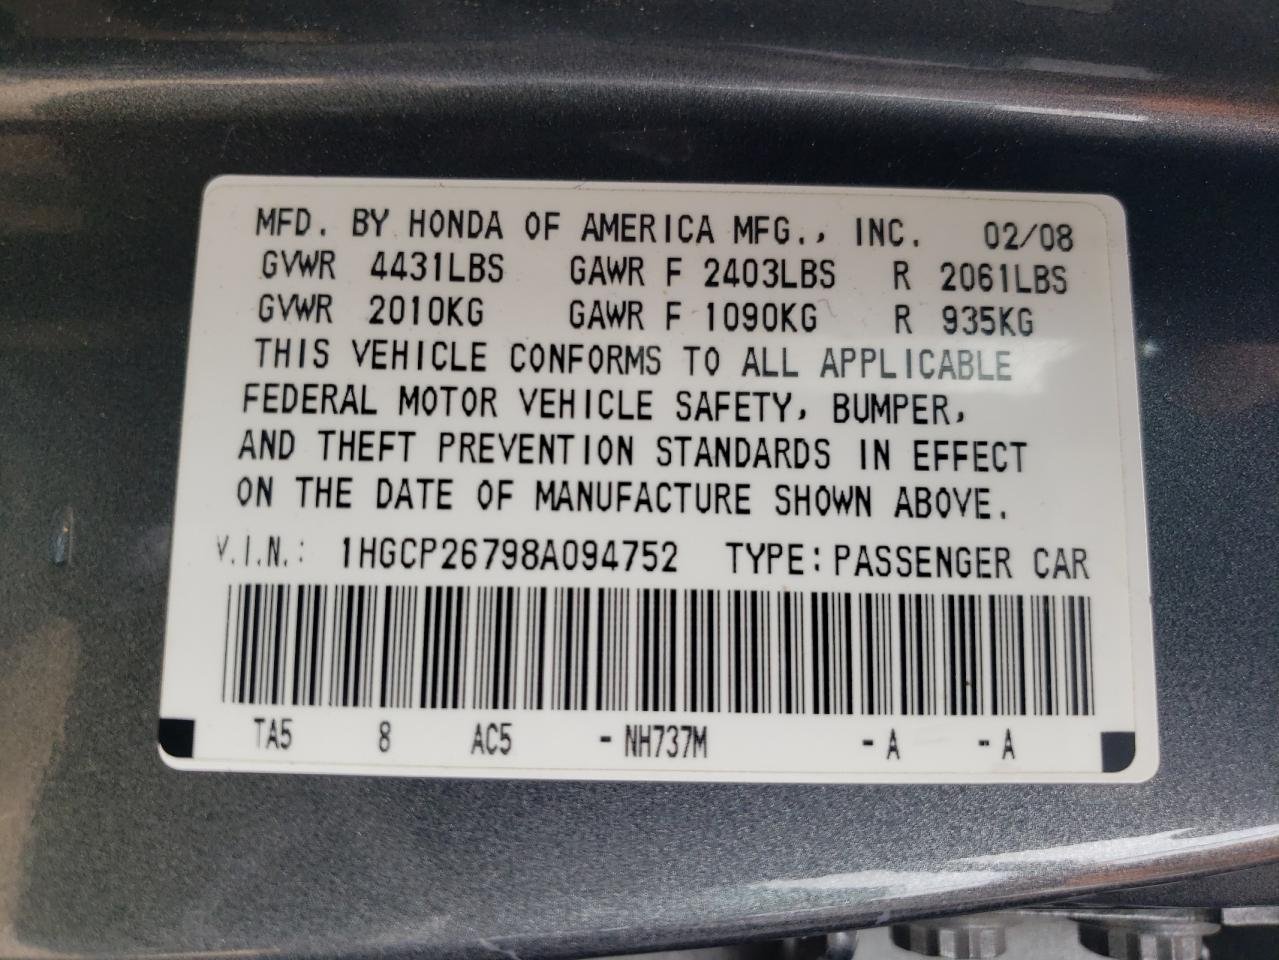 MFD. BY HONDA OF AMERICA MFG., INC. 02/08
GVWR 4431LBS GAWR F 2403LBS R 2061LBS
GVWR 2010KG GAWR F 1090KG R 935KG
THIS VEHICLE CONFORMS TO ALL APPLICABLE
FEDERAL MOTOR VEHICLE SAFETY, BUMPER,
AND THEFT PREVENTION STANDARDS IN EFFECT
ON THE DATE OF MANUFACTURE SHOWN ABOVE.
V.I.N.: 1HGCP26798A094752 TYPE: PASSENGER CAR
TA5 8 AC5 - NH737M - A - A